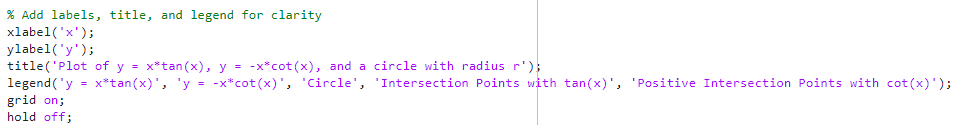 % Add labels, title, and legend for clarity
xlabel('x');
ylabel('y');
title('Plot of y = x*tan(x), y = -x*cot(x), and a circle with radius r');
legend('y = x*tan(x)', 'y = -x*cot(x)', 'Circle', 'Intersection Points with tan(x)', 'Positive Intersection Points with cot(x)');
grid on;
hold off;